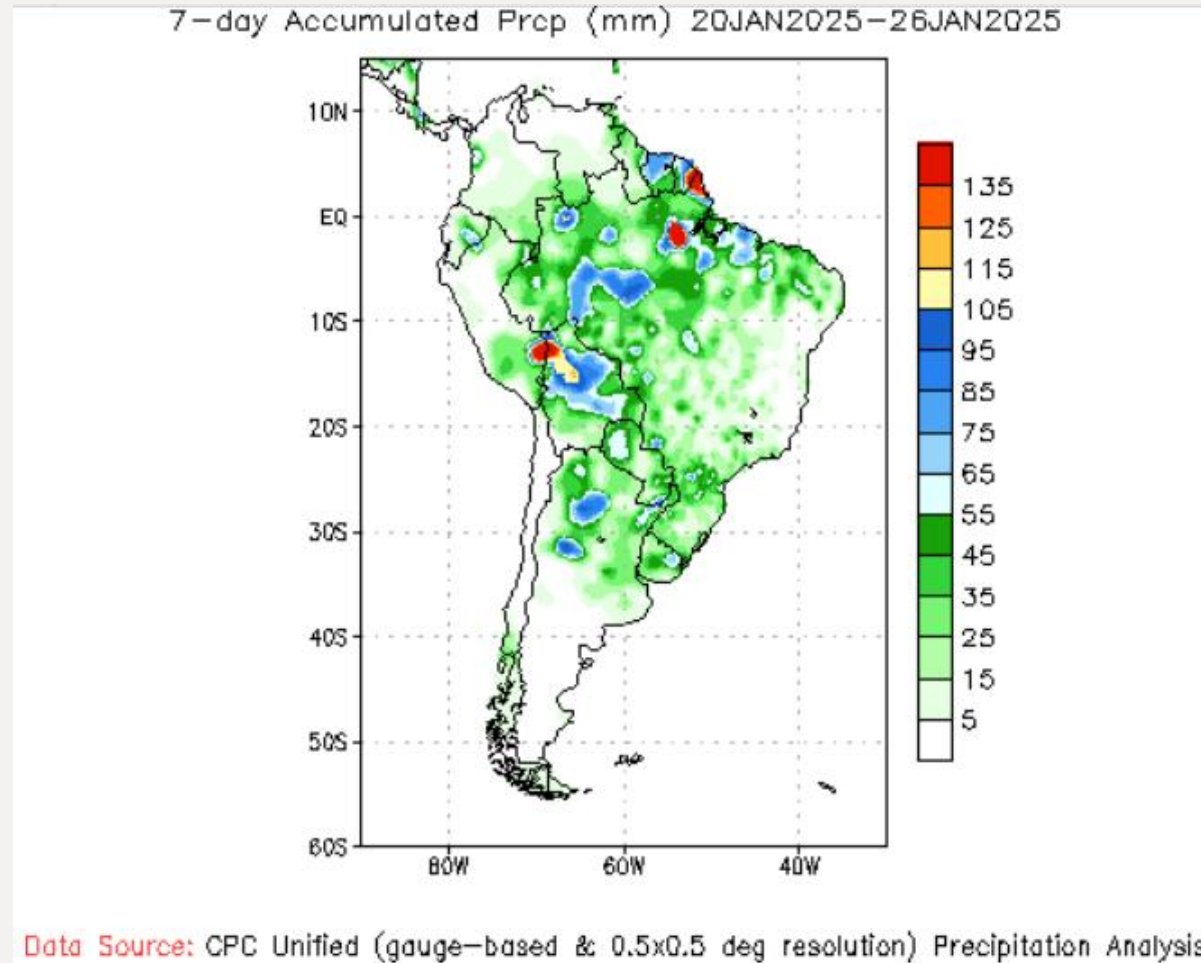 7-day Accumulated Prcp (mm) 20JAN2025-26JAN2025
10N
EQ
10S
20S
30S
40S
50S
60S
80W
60W
40W
135
125
115
105
95
85
75
65
55
45
35
25
15
5
Data Source: CPC Unified (gauge-based & 0.5x0.5 deg resolution) Precipitation Analysis